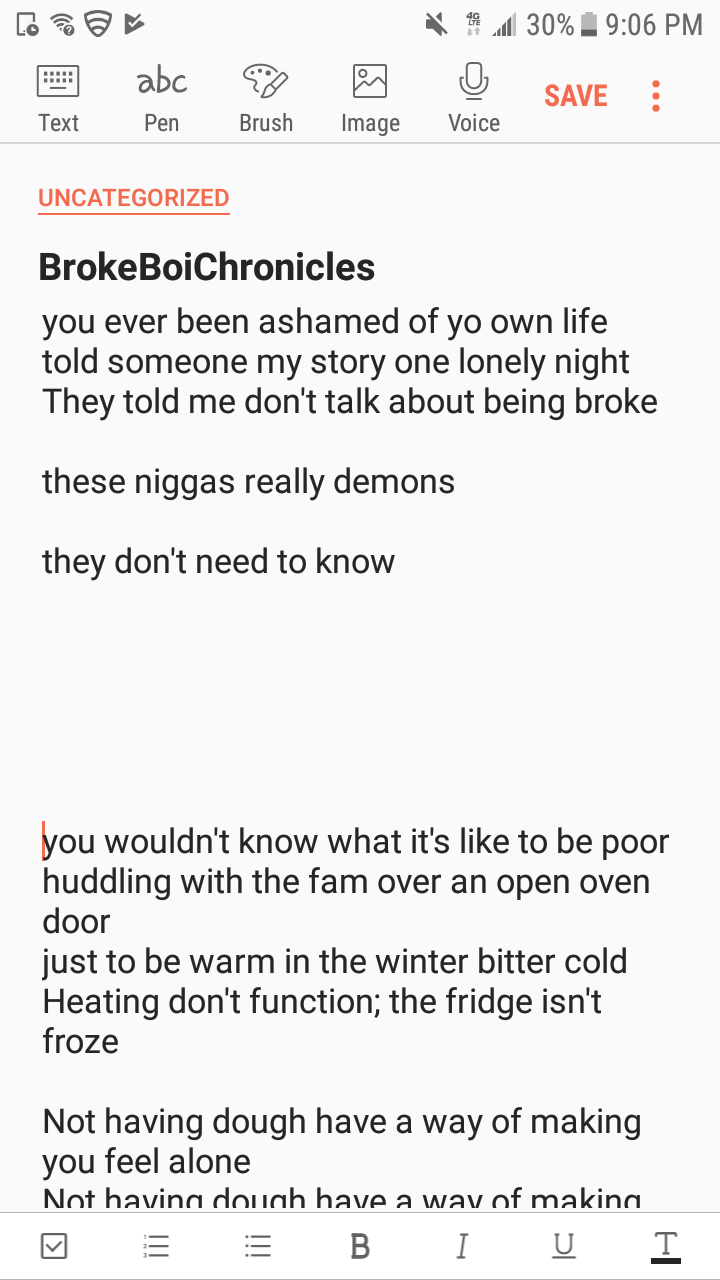 4G
LTE
30%
9:06 PM
abc
Text
Pen
Brush
Image
Voice
SAVE
UNCATEGORIZED
BrokeBoiChronicles
you ever been ashamed of yo own life
told someone my story one lonely night
They told me don't talk about being broke
these niggas really demons
they don't need to know
you wouldn't know what it's like to be poor
huddling with the fam over an open oven
door
just to be warm in the winter bitter cold
Heating don't function; the fridge isn't
froze
Not having dough have a way of making
you feel alone
Not having dough have a way of making
B
I
U
T